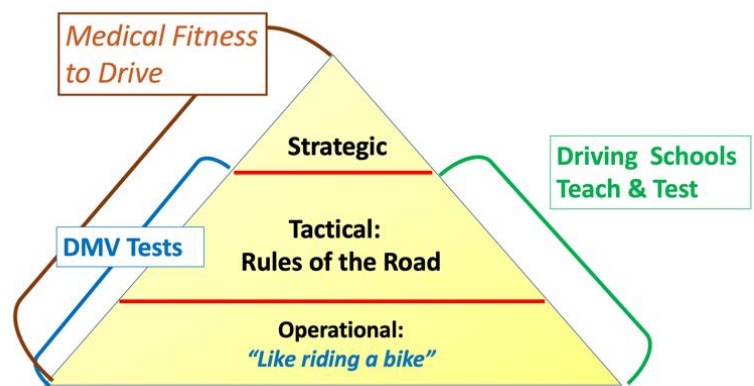 Medical Fitness
to Drive
Strategic
Driving Schools
Teach & Test
DMV Tests
Tactical:
Rules of the Road
Operational:
“Like riding a bike”